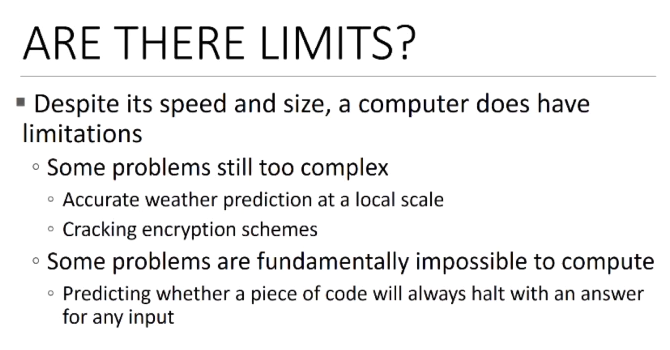 ARE THERE LIMITS?
▪ Despite its speed and size, a computer does have
limitations
◦ Some problems still too complex
◦ Accurate weather prediction at a local scale
◦ Cracking encryption schemes
◦ Some problems are fundamentally impossible to compute
◦ Predicting whether a piece of code will always halt with an answer
for any input